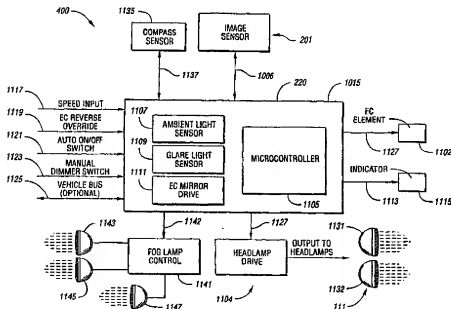 400
1135
COMPASS
SENSOR
IMAGE
SENSOR
201
1137
1006
220
1015
1117
SPEED INPUT
1119
EC REVERSE
OVERRIDE
1121
AUTO ON/OFF
SWITCH
1123
MANUAL
DIMMER SWITCH
1125
VEHICLE BUS
(OPTIONAL)
1107
AMBIENT LIGHT
SENSOR
1109
GLARE LIGHT
SENSOR
1111
EC MIRROR
DRIVE
MICROCONTROLLER
1105
EC
ELEMENT
1127
1102
INDICATOR
1113
1115
1143
1142
1127
1131
FOG LAMP
CONTROL
HEADLAMP
DRIVE
OUTPUT TO
HEADLAMPS
1145
1141
1104
1132
111
1147